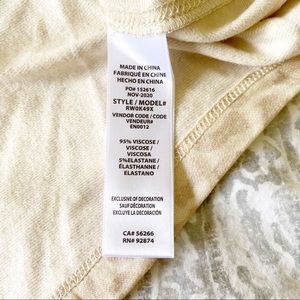 MADE IN CHINA
FABRIQUÉ EN CHINE
HECHO EN CHINA
PO# 152616
NOV-2020
STYLE / MODEL#
RW0K49X
VENDOR CODE / CODE
VENDEUR#
EN0012
95% VISCOSE /
VISCOSE /
VISCOSA
5%ELASTANE /
ÉLASTHANNE /
ELASTANO
EXCLUSIVE OF DECORATION
SAUF DÉCORATION
EXCLUYE LA DECORACIÓN
CA# 56266
RN# 92874